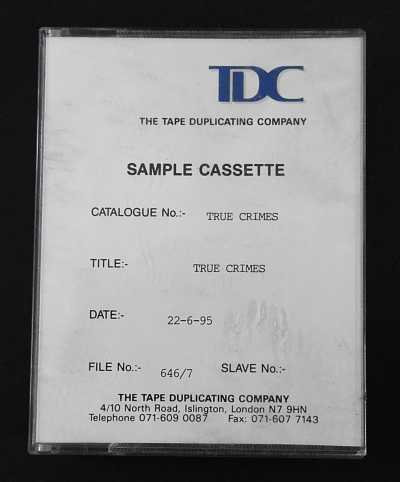 TDC
THE TAPE DUPLICATING COMPANY
SAMPLE CASSETTE
CATALOGUE No.:- TRUE CRIMES
TITLE:- TRUE CRIMES
DATE:- 22-6-95
FILE No.:- 646/7 SLAVE No.:-
THE TAPE DUPLICATING COMPANY
4/10 North Road, Islington, London N7 9HN
Telephone 071-609 0087 Fax: 071-607 7143